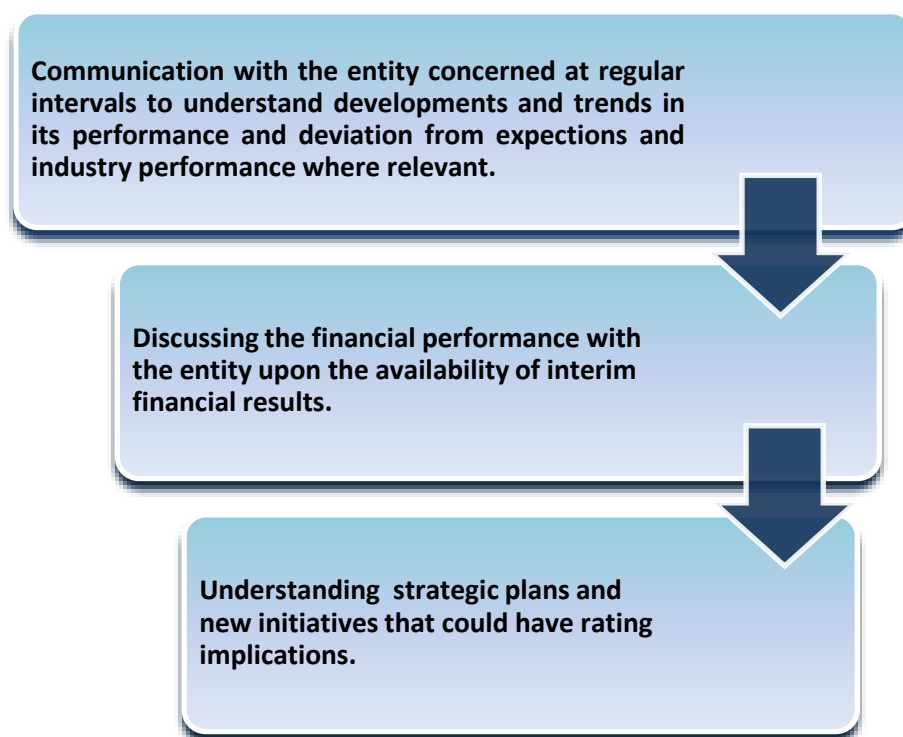 Communication with the entity concerned at regular
intervals to understand developments and trends in
its performance and deviation from expections and
industry performance where relevant.
Discussing the financial performance with
the entity upon the availability of interim
financial results.
Understanding  strategic plans and
new initiatives that could have rating
implications.